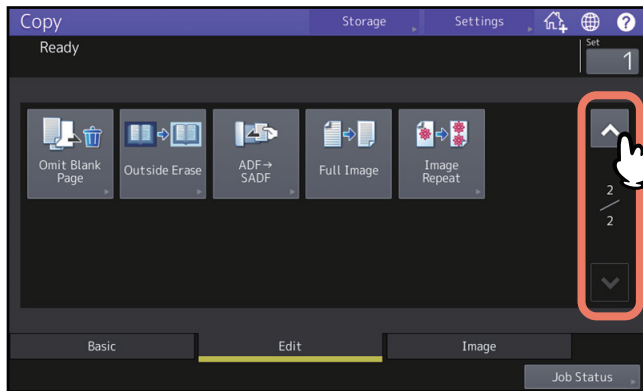 Copy
Storage
Settings
?
Ready
Set
1
Omit Blank
Page
Outside Erase
ADF→
SADF
Full Image
Image
Repeat
2
2
Basic
Edit
Image
Job Status